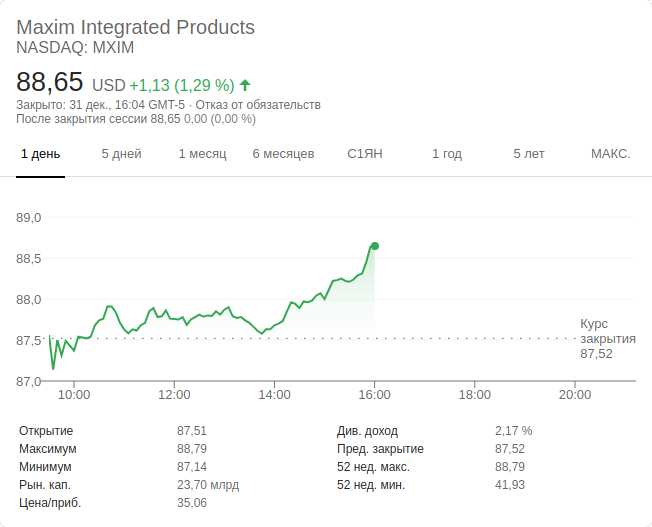 Maxim Integrated Products
NASDAQ: MXIM
88,65 USD +1,13 (1,29 %)
Закрыто: 31 дек., 16:04 GMT-5 · Отказ от обязательств
После закрытия сессии 88,65 0,00 (0,00 %)
1 день 5 дней 1 месяц 6 месяцев С1ЯН 1 год 5 лет МАКС.
89,0
88,5
88,0
87,5
87,0
Курс
закрытия
87,52
10:00 12:00 14:00 16:00 18:00 20:00
Открытие 87,51 Див. доход 2,17 %
Максимум 88,79 Пред. закрытие 87,52
Минимум 87,14 52 нед. макс. 88,79
Рын. кап. 23,70 млрд 52 нед. мин. 41,93
Цена/приб. 35,06